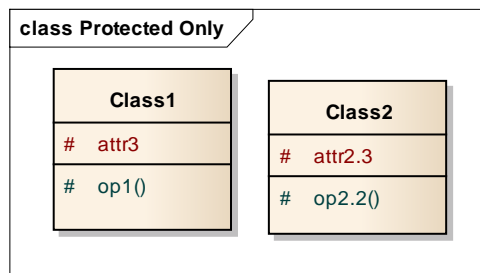 class Protected Only
Class1
# attr3
# op1()
Class2
# attr2.3
# op2.2()